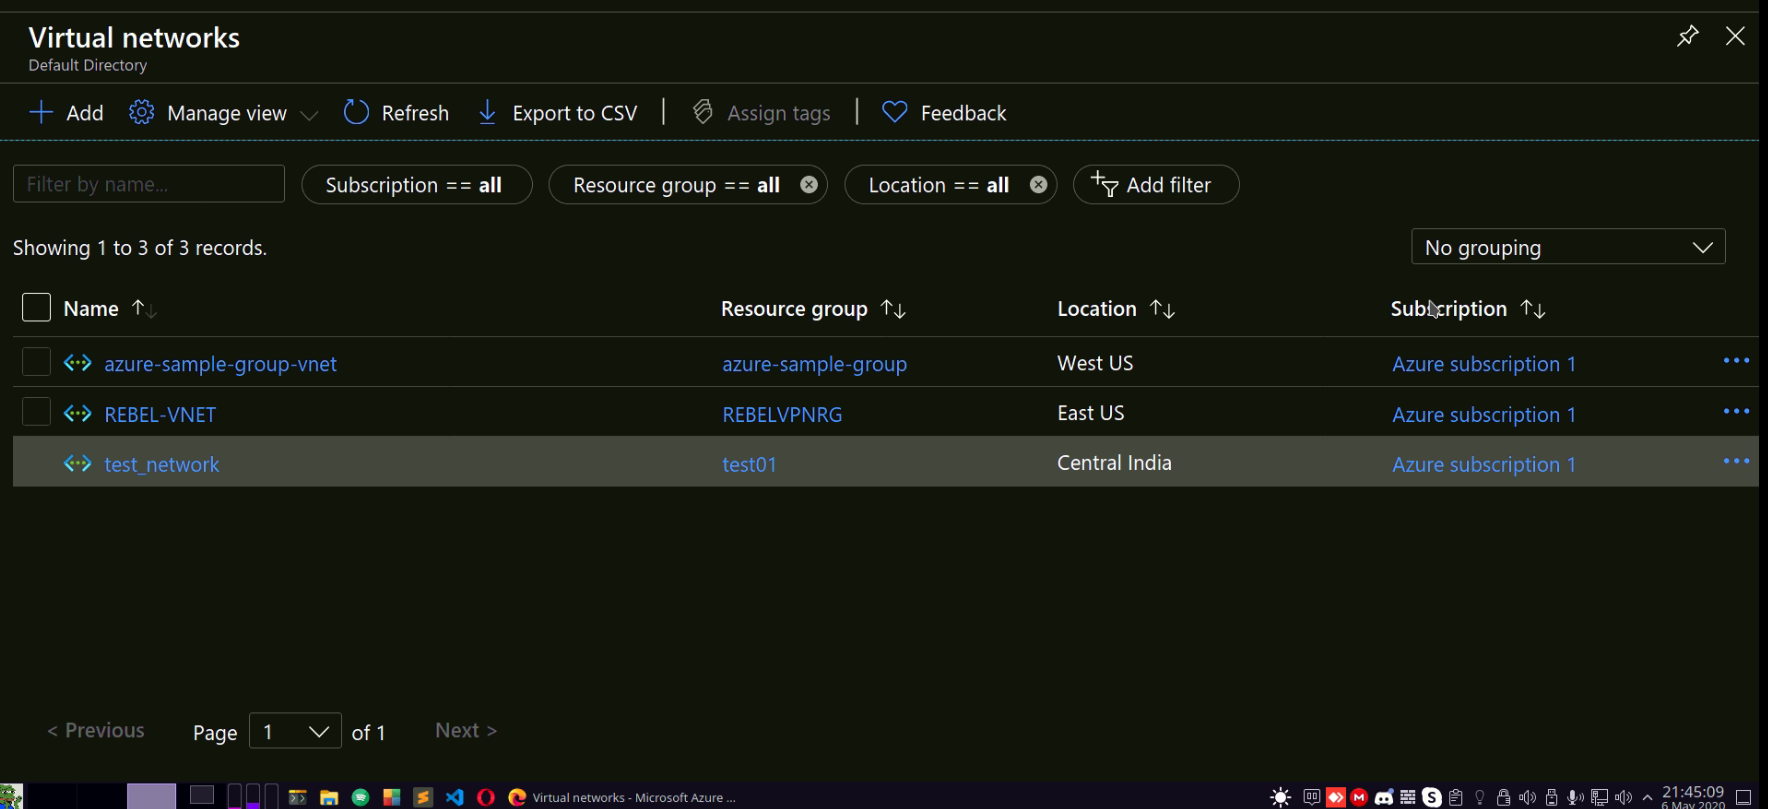 Virtual networks
Default Directory
Add Manage view Refresh Export to CSV | Assign tags | Feedback
Filter by name... Subscription == all Resource group == all Location == all Add filter
Showing 1 to 3 of 3 records. No grouping
Name Resource group Location Subscription
azure-sample-group-vnet azure-sample-group West US Azure subscription 1 ...
REBEL-VNET REBELVPNRG East US Azure subscription 1 ...
test_network test01 Central India Azure subscription 1 ...
< Previous Page 1 of 1 Next >
Virtual networks - Microsoft Azure ... 21:45:09
6 May 2020